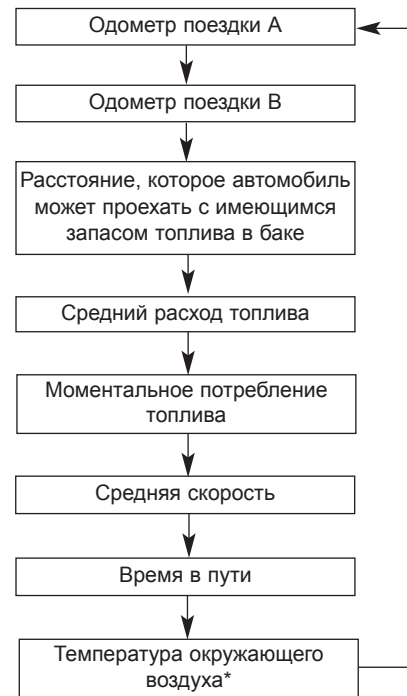 Одометр поездки А
Одометр поездки В
Расстояние, которое автомобиль
может проехать с имеющимся
запасом топлива в баке
Средний расход топлива
Моментальное потребление
топлива
Средняя скорость
Время в пути
Температура окружающего
воздуха*